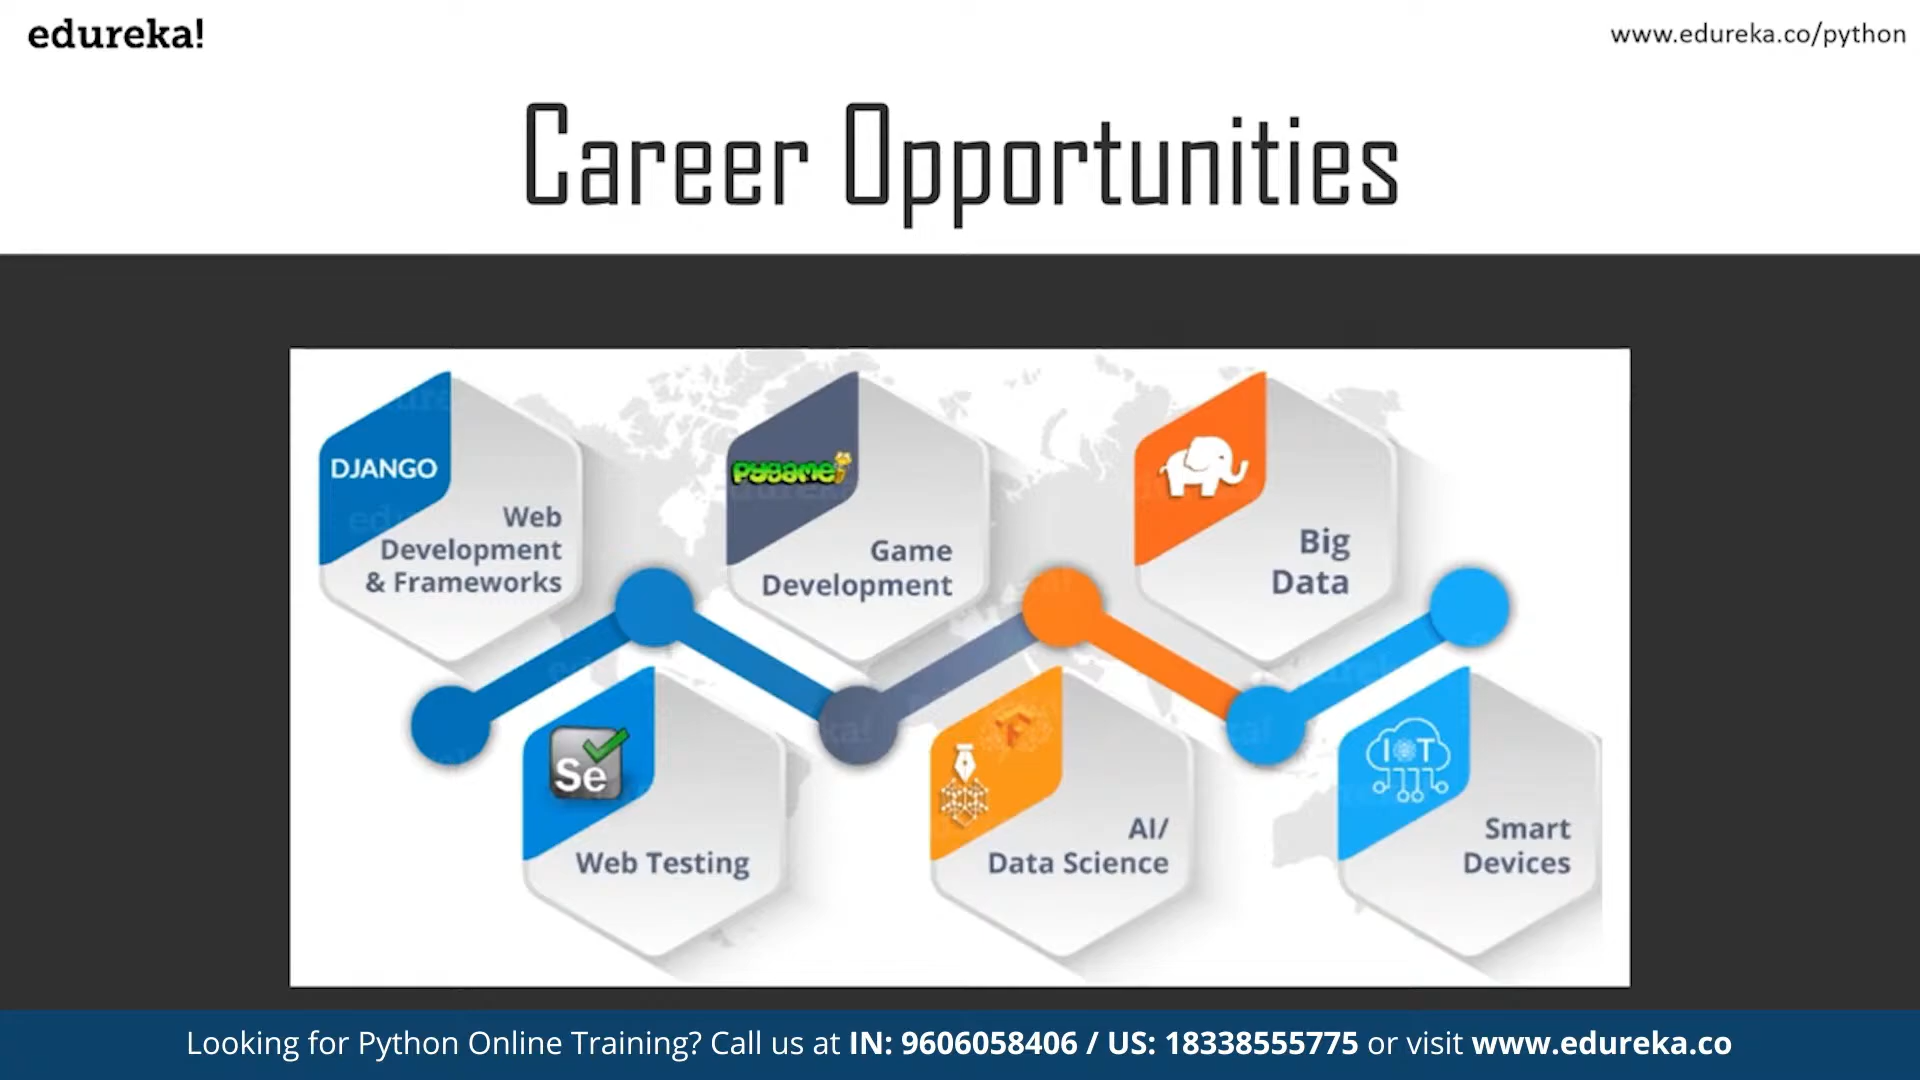 edureka!
www.edureka.co/python
Career Opportunities
DJANGO
Web
Development
& Frameworks
PYGAME
Game
Development
Big
Data
Se
Web Testing
AI/
Data Science
IoT
Smart
Devices
Looking for Python Online Training? Call us at IN: 9606058406 / US: 18338555775 or visit www.edureka.co